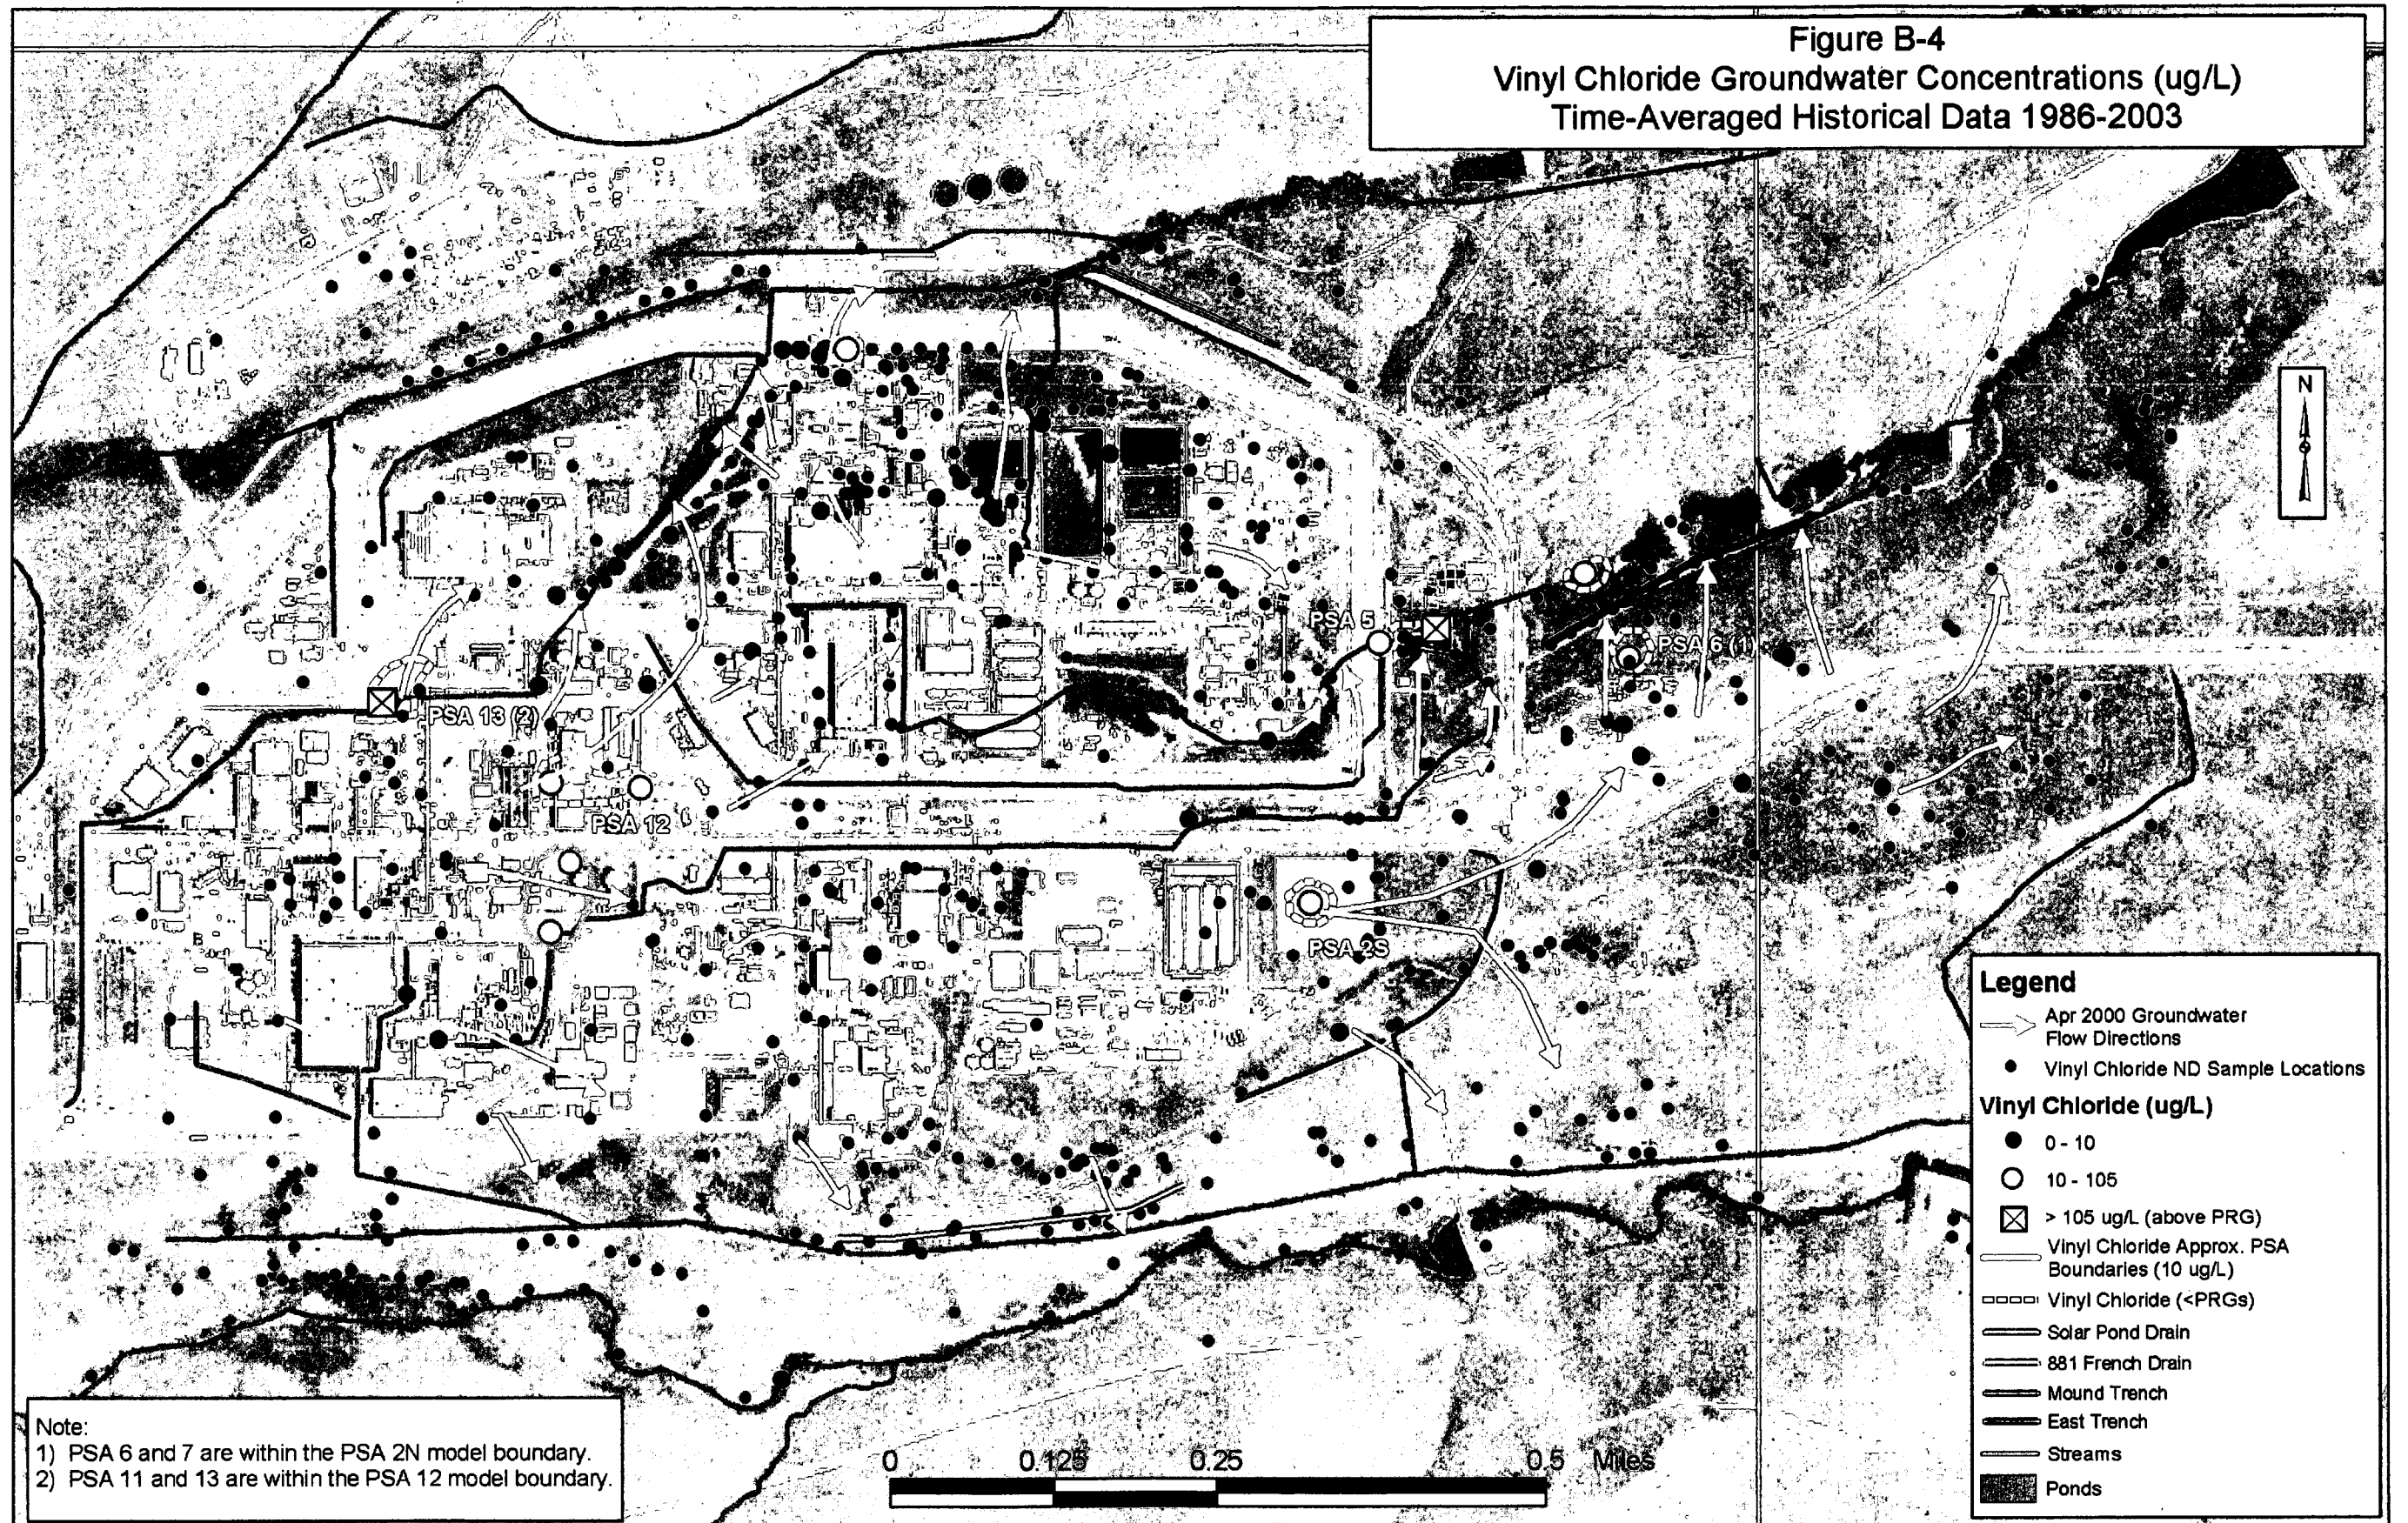 Figure B-4
Vinyl Chloride Groundwater Concentrations (ug/L)
Time-Averaged Historical Data 1986-2003
N
PSA 5
PSA 6 (1)
PSA 13 (2)
PSA 12
PSA 2S
Legend
Apr 2000 Groundwater
Flow Directions
Vinyl Chloride ND Sample Locations
Vinyl Chloride (ug/L)
0 - 10
10 - 105
> 105 ug/L (above PRG)
Vinyl Chloride Approx. PSA
Boundaries (10 ug/L)
Vinyl Chloride (<PRGs)
Solar Pond Drain
881 French Drain
Mound Trench
East Trench
Streams
Ponds
Note:
1) PSA 6 and 7 are within the PSA 2N model boundary.
2) PSA 11 and 13 are within the PSA 12 model boundary.
0 0.125 0.25 0.5 Miles